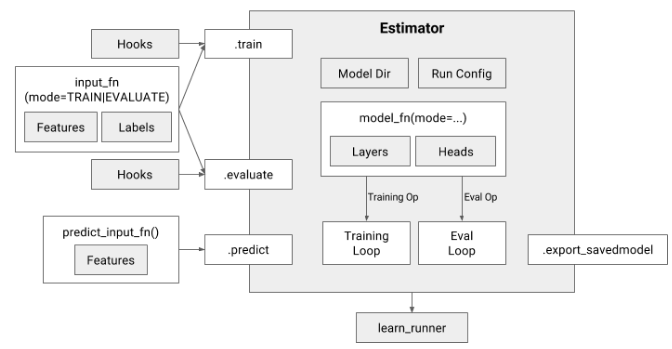 Estimator
Hooks
.train
input_fn
(mode=TRAIN|EVALUATE)
Features
Labels
Hooks
.evaluate
predict_input_fn()
Features
.predict
Model Dir
Run Config
model_fn(mode=...)
Layers
Heads
Training Op
Eval Op
Training
Loop
Eval
Loop
.export_savedmodel
learn_runner